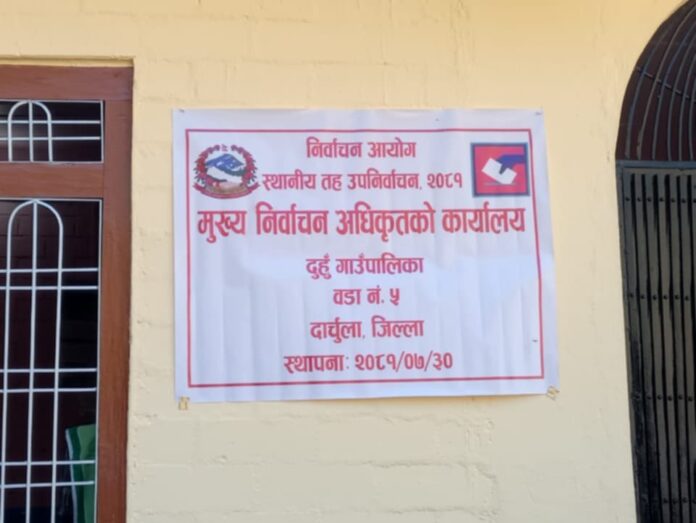 निर्वाचन आयोग
स्थानीय तह उपनिर्वाचन, २०८१
मुख्य निर्वाचन अधिकृतको कार्यालय
दुहुँ गाउँपालिका
वडा नं. ५
दार्चुला, जिल्ला
स्थापनाः २०८१/०७/३०